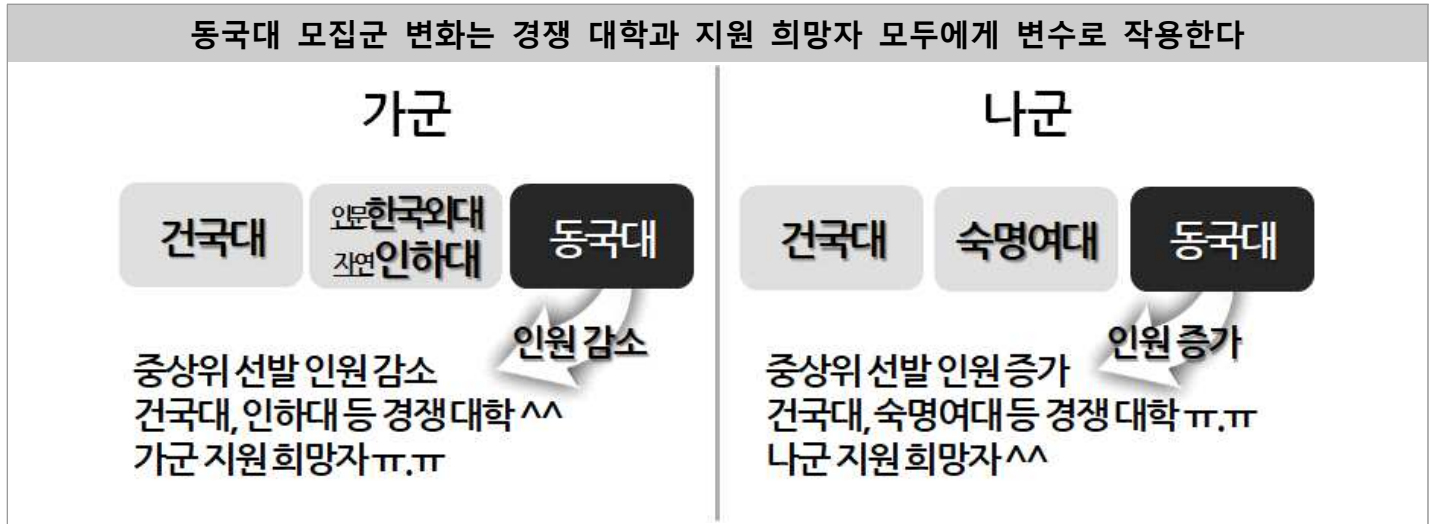 동국대 모집군 변화는 경쟁 대학과 지원 희망자 모두에게 변수로 작용한다
가군
건국대
인문한국외대
자연인하대
동국대
인원 감소
중상위 선발 인원 감소
건국대, 인하대 등 경쟁 대학 ^^
가군 지원 희망자 ㅠ.ㅠ
나군
건국대
숙명여대
동국대
인원 증가
중상위 선발 인원 증가
건국대, 숙명여대 등 경쟁 대학 ㅠ.ㅠ
나군 지원 희망자 ^^